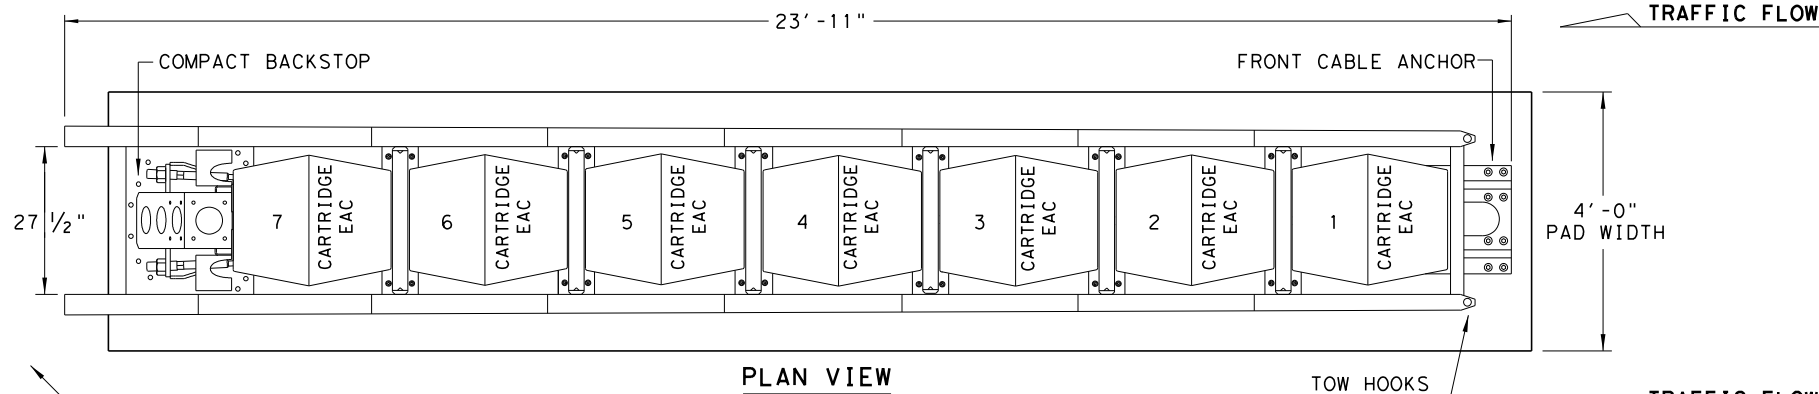 23'-11"
TRAFFIC FLOW
COMPACT BACKSTOP
FRONT CABLE ANCHOR
27 1/2"
7
CARTRIDGE
EAC
6
CARTRIDGE
EAC
5
CARTRIDGE
EAC
4
CARTRIDGE
EAC
3
CARTRIDGE
EAC
2
CARTRIDGE
EAC
1
CARTRIDGE
EAC
4'-0"
PAD WIDTH
PLAN VIEW
TOW HOOKS
TRAFFIC FLOW